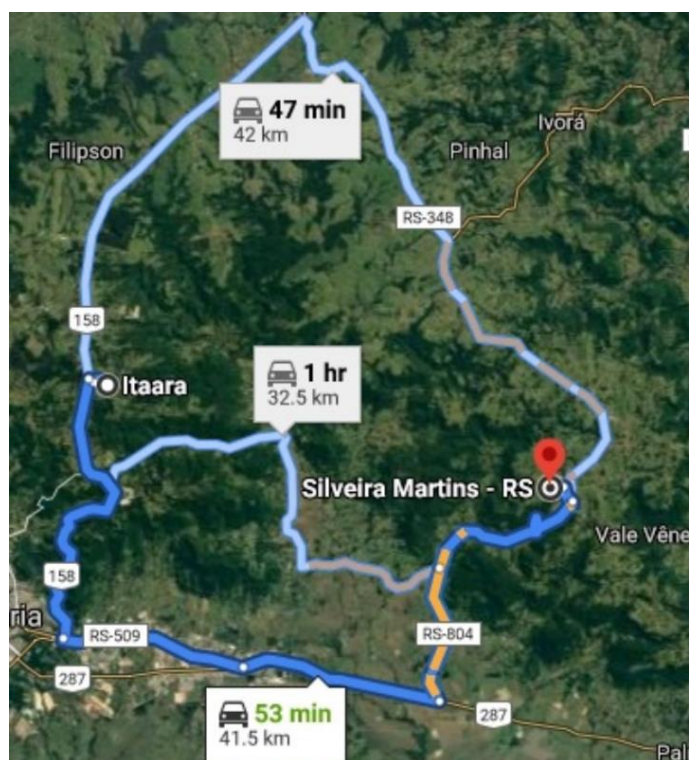 47 min
42 km
Filipson
Ivorá
Pinhal
RS-348
158
Itaara
1 hr
32.5 km
Silveira Martins - RS
Vale Vêne
158
ria
RS-509
RS-804
287
53 min
41.5 km
287
Pal